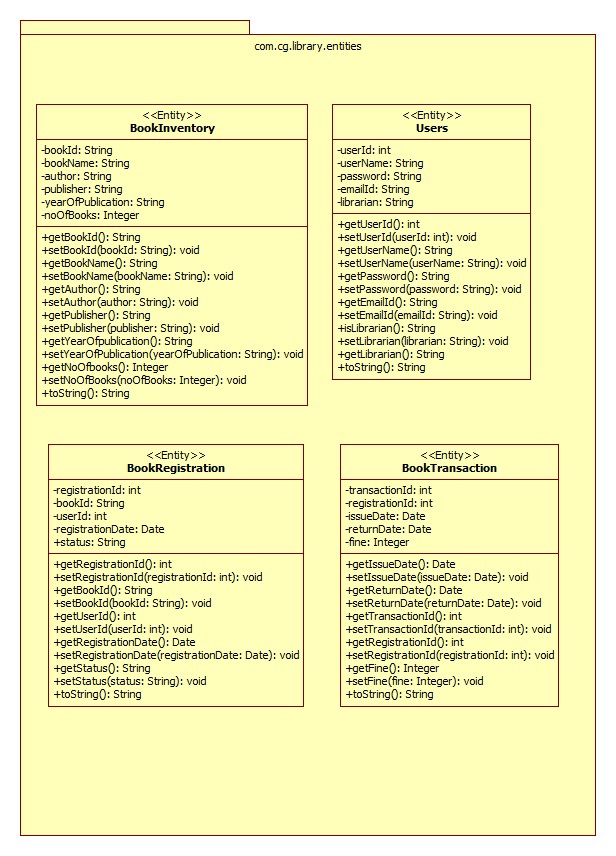 com.cg.library.entities
<<Entity>>
BookInventory
-bookId: String
-bookName: String
-author: String
-publisher: String
-yearOfPublication: String
-noOfBooks: Integer
+getBookId(): String
+setBookId(bookId: String): void
+getBookName(): String
+setBookName(bookName: String): void
+getAuthor(): String
+setAuthor(author: String): void
+getPublisher(): String
+setPublisher(publisher: String): void
+getYearOfpublication(): String
+setYearOfPublication(yearOfPublication: String): void
+getNoOfbooks(): Integer
+setNoOfBooks(noOfBooks: Integer): void
+toString(): String
<<Entity>>
Users
-userId: int
-userName: String
-password: String
-emailId: String
-librarian: String
+getUserId(): int
+setUserId(userId: int): void
+getUserName(): String
+setUserName(userName: String): void
+getPassword(): String
+setPassword(password: String): void
+getEmailId(): String
+setEmailId(emailId: String): void
+isLibrarian(): String
+setLibrarian(librarian: String): void
+getLibrarian(): String
+toString(): String
<<Entity>>
BookRegistration
-registrationId: int
-bookId: String
-userId: int
-registrationDate: Date
+status: String
+getRegistrationId(): int
+setRegistrationId(registrationId: int): void
+getBookId(): String
+setBookId(bookId: String): void
+getUserId(): int
+setUserId(userId: int): void
+getRegistrationDate(): Date
+setRegistrationDate(registrationDate: Date): void
+getStatus(): String
+setStatus(status: String): void
+toString(): String
<<Entity>>
BookTransaction
-transactionId: int
-registrationId: int
-issueDate: Date
-returnDate: Date
-fine: Integer
+getIssueDate(): Date
+setIssueDate(issueDate: Date): void
+getReturnDate(): Date
+setReturnDate(returnDate: Date): void
+getTransactionId(): int
+setTransactionId(transactionId: int): void
+getRegistrationId(): int
+setRegistrationId(registrationId: int): void
+getFine(): Integer
+setFine(fine: Integer): void
+toString(): String